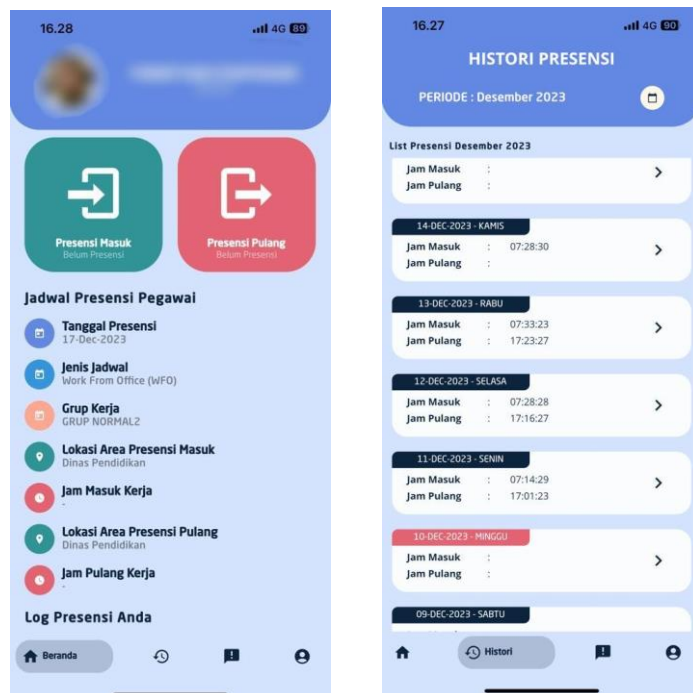 16.28
4G 89
Presensi Masuk
Belum Presensi
Presensi Pulang
Belum Presensi
Jadwal Presensi Pegawai
Tanggal Presensi
17-Dec-2023
Jenis Jadwal
Work From Office (WFO)
Grup Kerja
GRUP NORMAL2
Lokasi Area Presensi Masuk
Dinas Pendidikan
Jam Masuk Kerja
-
Lokasi Area Presensi Pulang
Dinas Pendidikan
Jam Pulang Kerja
-
Log Presensi Anda
Beranda
16.27
4G 90
HISTORI PRESENSI
PERIODE : Desember 2023
List Presensi Desember 2023
Jam Masuk :
Jam Pulang :
14-DEC-2023 - KAMIS
Jam Masuk : 07:28:30
Jam Pulang :
13-DEC-2023 - RABU
Jam Masuk : 07:33:23
Jam Pulang : 17:23:27
12-DEC-2023 - SELASA
Jam Masuk : 07:28:28
Jam Pulang : 17:16:27
11-DEC-2023 - SENIN
Jam Masuk : 07:14:29
Jam Pulang : 17:01:23
10-DEC-2023 - MINGGU
Jam Masuk :
Jam Pulang :
09-DEC-2023 - SABTU
Histori